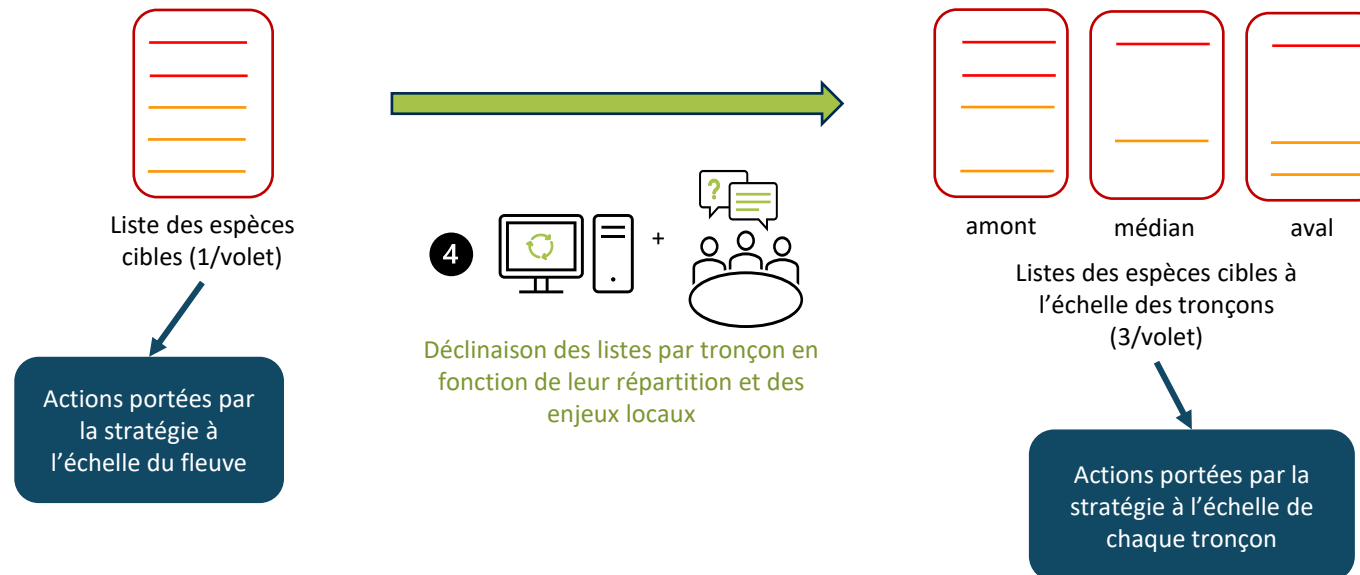 Liste des espèces
cibles (1/volet)
Actions portées par
la stratégie à
l’échelle du fleuve
4
?
+
Déclinaison des listes par tronçon en
fonction de leur répartition et des
enjeux locaux
amont
médian
aval
Listes des espèces cibles à
l’échelle des tronçons
(3/volet)
Actions portées par la
stratégie à l’échelle de
chaque tronçon